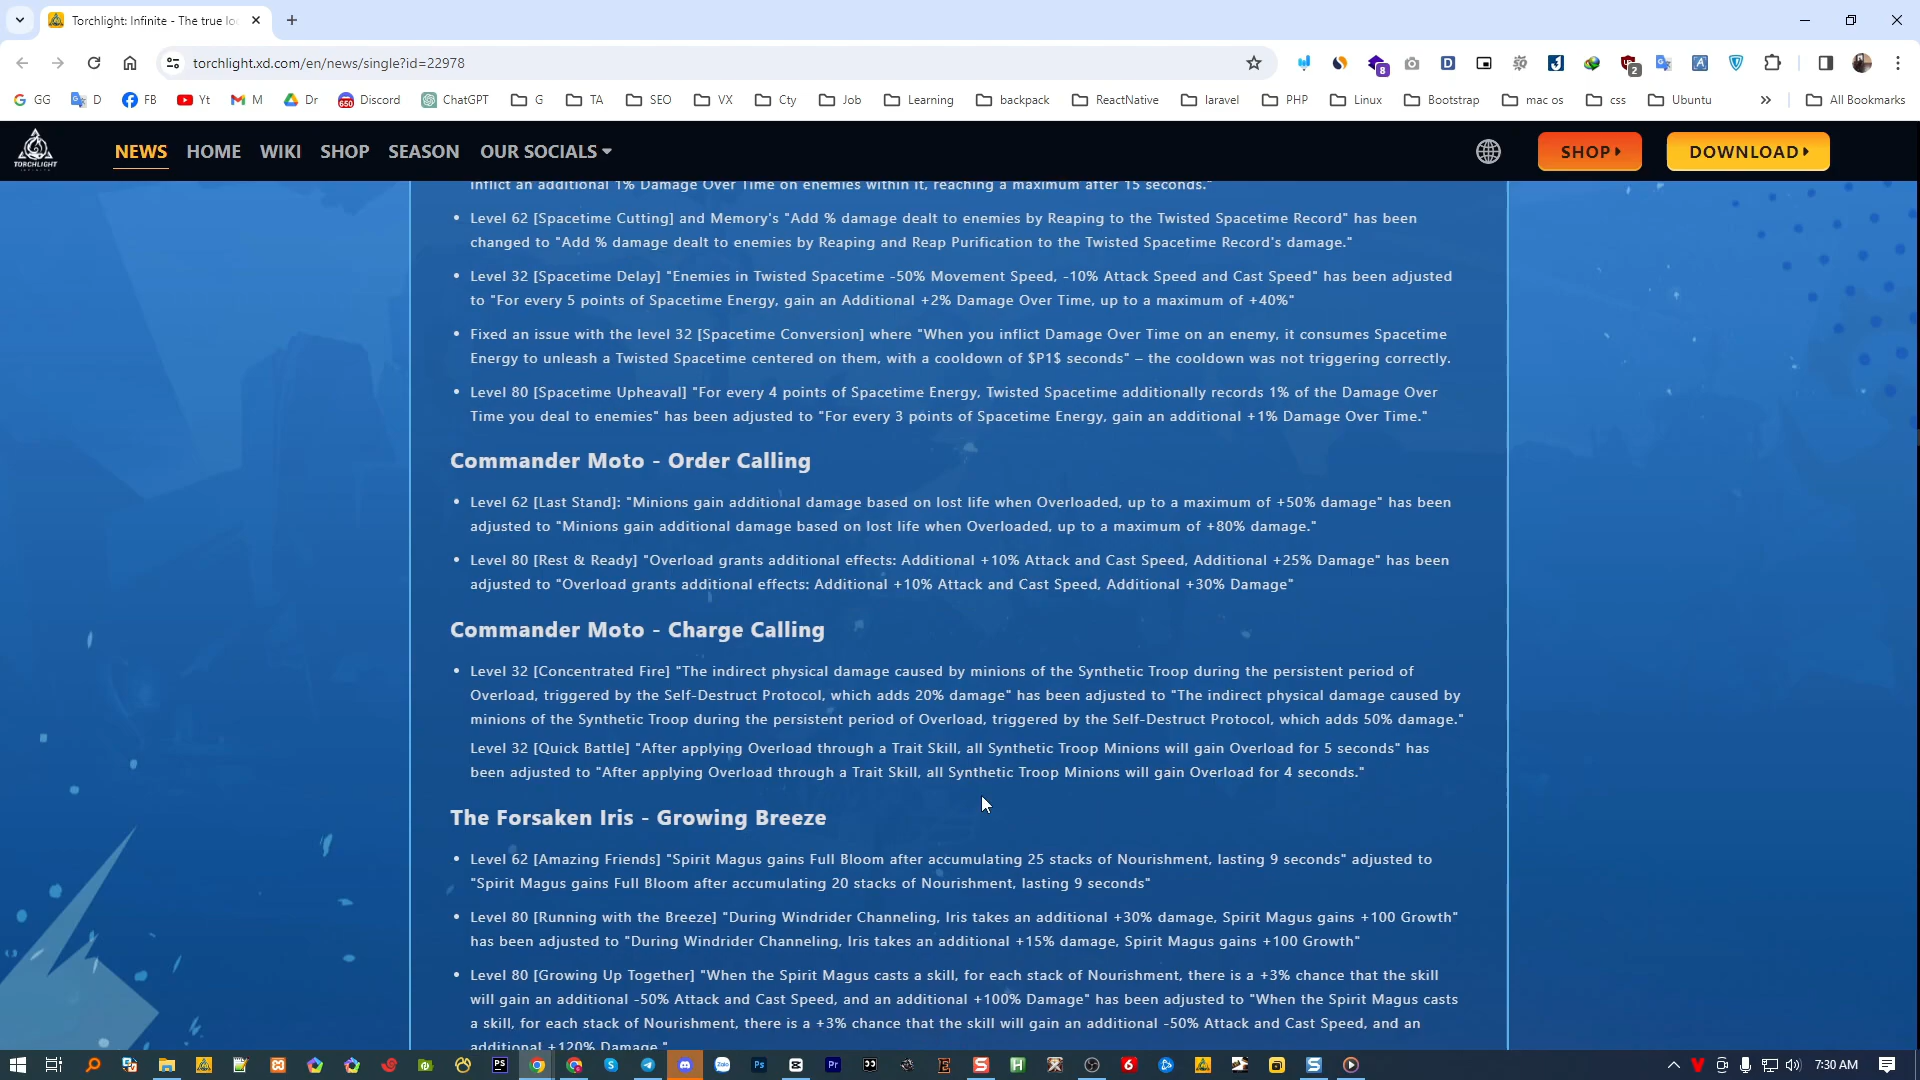 Torchlight: Infinite - The true lo
torchlight.xd.com/en/news/single?id=22978
8
2
GG
D
FB
Yt
M
Dr
650
Discord
ChatGPT
G
TA
SEO
VX
Cty
Job
Learning
backpack
ReactNative
laravel
PHP
Linux
Bootstrap
mac os
css
Ubuntu
All Bookmarks
TORCHLIGHT
NEWS
HOME
WIKI
SHOP
SEASON
OUR SOCIALS
SHOP
DOWNLOAD
inflict an additional 1% Damage Over Time on enemies within it, reaching a maximum after 15 seconds."
• Level 62 [Spacetime Cutting] and Memory's "Add % damage dealt to enemies by Reaping to the Twisted Spacetime Record" has been
changed to "Add % damage dealt to enemies by Reaping and Reap Purification to the Twisted Spacetime Record's damage."
• Level 32 [Spacetime Delay] "Enemies in Twisted Spacetime -50% Movement Speed, -10% Attack Speed and Cast Speed" has been adjusted
to "For every 5 points of Spacetime Energy, gain an Additional +2% Damage Over Time, up to a maximum of +40%"
• Fixed an issue with the level 32 [Spacetime Conversion] where "When you inflict Damage Over Time on an enemy, it consumes Spacetime
Energy to unleash a Twisted Spacetime centered on them, with a cooldown of $P1$ seconds" – the cooldown was not triggering correctly.
• Level 80 [Spacetime Upheaval] "For every 4 points of Spacetime Energy, Twisted Spacetime additionally records 1% of the Damage Over
Time you deal to enemies" has been adjusted to "For every 3 points of Spacetime Energy, gain an additional +1% Damage Over Time."
Commander Moto - Order Calling
• Level 62 [Last Stand]: "Minions gain additional damage based on lost life when Overloaded, up to a maximum of +50% damage" has been
adjusted to "Minions gain additional damage based on lost life when Overloaded, up to a maximum of +80% damage."
• Level 80 [Rest & Ready] "Overload grants additional effects: Additional +10% Attack and Cast Speed, Additional +25% Damage" has been
adjusted to "Overload grants additional effects: Additional +10% Attack and Cast Speed, Additional +30% Damage"
Commander Moto - Charge Calling
• Level 32 [Concentrated Fire] "The indirect physical damage caused by minions of the Synthetic Troop during the persistent period of
Overload, triggered by the Self-Destruct Protocol, which adds 20% damage" has been adjusted to "The indirect physical damage caused by
minions of the Synthetic Troop during the persistent period of Overload, triggered by the Self-Destruct Protocol, which adds 50% damage."
Level 32 [Quick Battle] "After applying Overload through a Trait Skill, all Synthetic Troop Minions will gain Overload for 5 seconds" has
been adjusted to "After applying Overload through a Trait Skill, all Synthetic Troop Minions will gain Overload for 4 seconds."
The Forsaken Iris - Growing Breeze
• Level 62 [Amazing Friends] "Spirit Magus gains Full Bloom after accumulating 25 stacks of Nourishment, lasting 9 seconds" adjusted to
"Spirit Magus gains Full Bloom after accumulating 20 stacks of Nourishment, lasting 9 seconds"
• Level 80 [Running with the Breeze] "During Windrider Channeling, Iris takes an additional +30% damage, Spirit Magus gains +100 Growth"
has been adjusted to "During Windrider Channeling, Iris takes an additional +15% damage, Spirit Magus gains +100 Growth"
• Level 80 [Growing Up Together] "When the Spirit Magus casts a skill, for each stack of Nourishment, there is a +3% chance that the skill
will gain an additional -50% Attack and Cast Speed, and an additional +100% Damage" has been adjusted to "When the Spirit Magus casts
a skill, for each stack of Nourishment, there is a +3% chance that the skill will gain an additional -50% Attack and Cast Speed, and an
additional +120% Damage."
7:30 AM